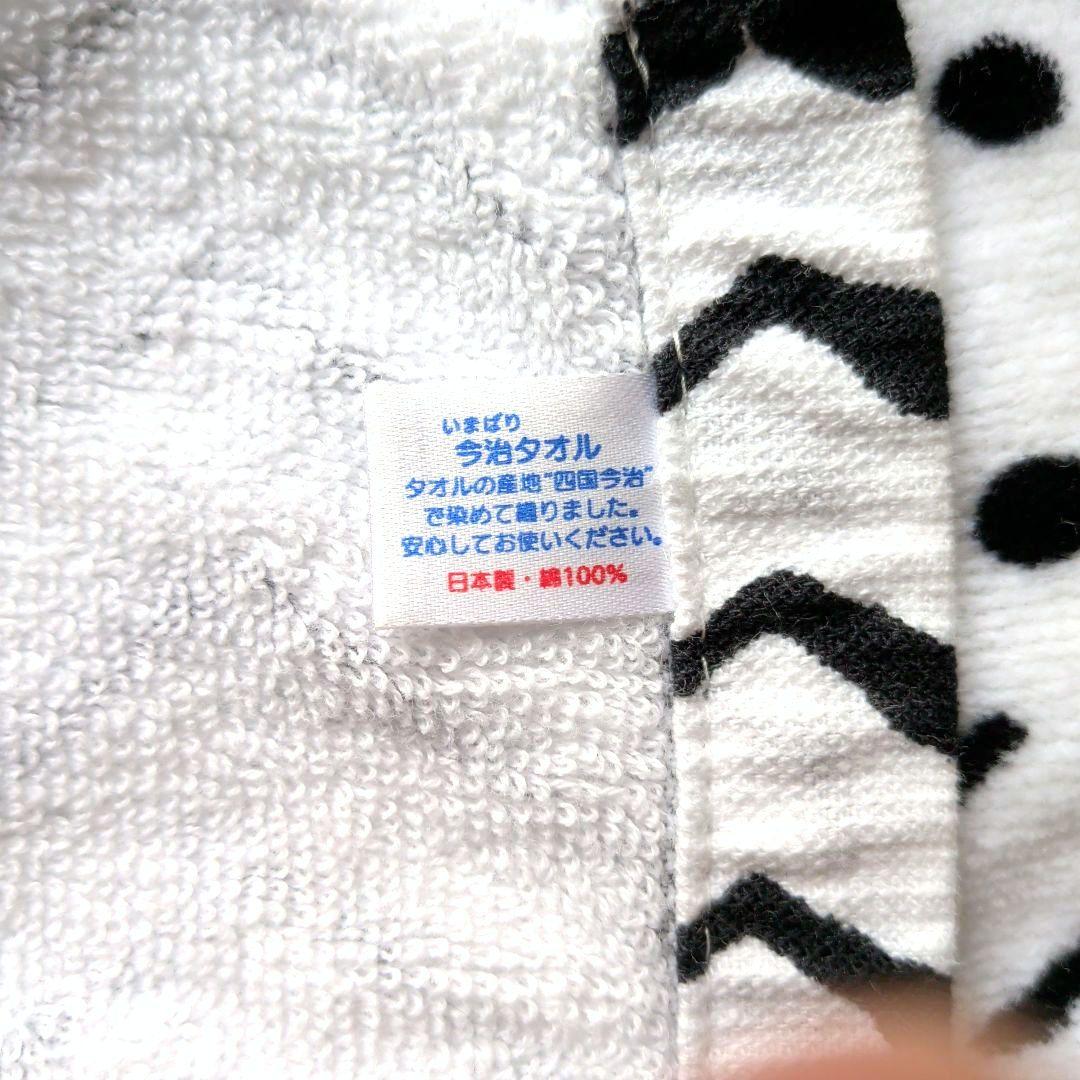 いまばり
今治タオル
タオルの産地"四国今治"
で染めて織りました。
安心してお使いください。
日本製・綿100%